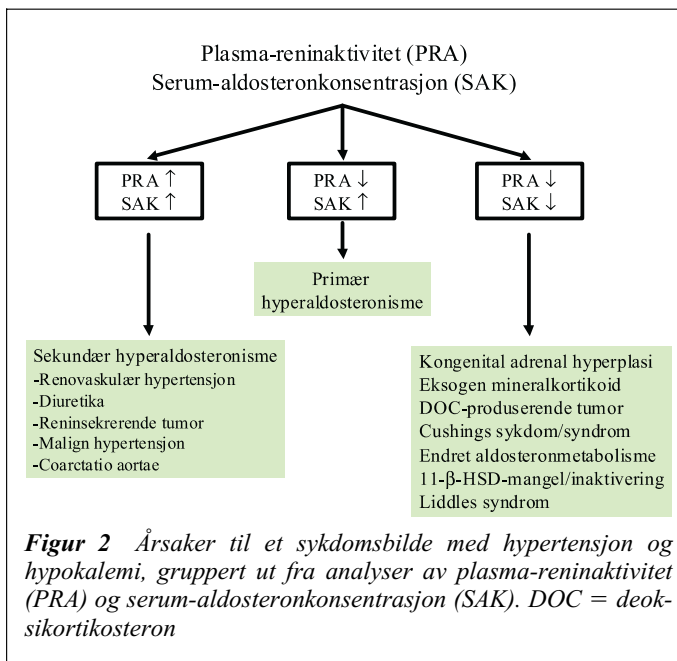 Plasma-reninaktivitet (PRA)
Serum-aldosteronkonsentrasjon (SAK)
PRA ↑
SAK ↑
PRA ↓
SAK ↑
PRA ↓
SAK ↓
Primær
hyperaldosteronisme
Sekundær hyperaldosteronisme
-Renovaskulær hypertensjon
-Diuretika
-Reninsekrerende tumor
-Malign hypertensjon
-Coarctatio aortae
Kongenital adrenal hyperplasi
Eksogen mineralkortikoid
DOC-produserende tumor
Cushings sykdom/syndrom
Endret aldosteronmetabolisme
11-β-HSD-mangel/inaktivering
Liddles syndrom
Figur 2 Årsaker til et sykdomsbilde med hypertensjon og
hypokalemi, gruppert ut fra analyser av plasma-reninaktivitet
(PRA) og serum-aldosteronkonsentrasjon (SAK). DOC = deok-
sikortikosteron